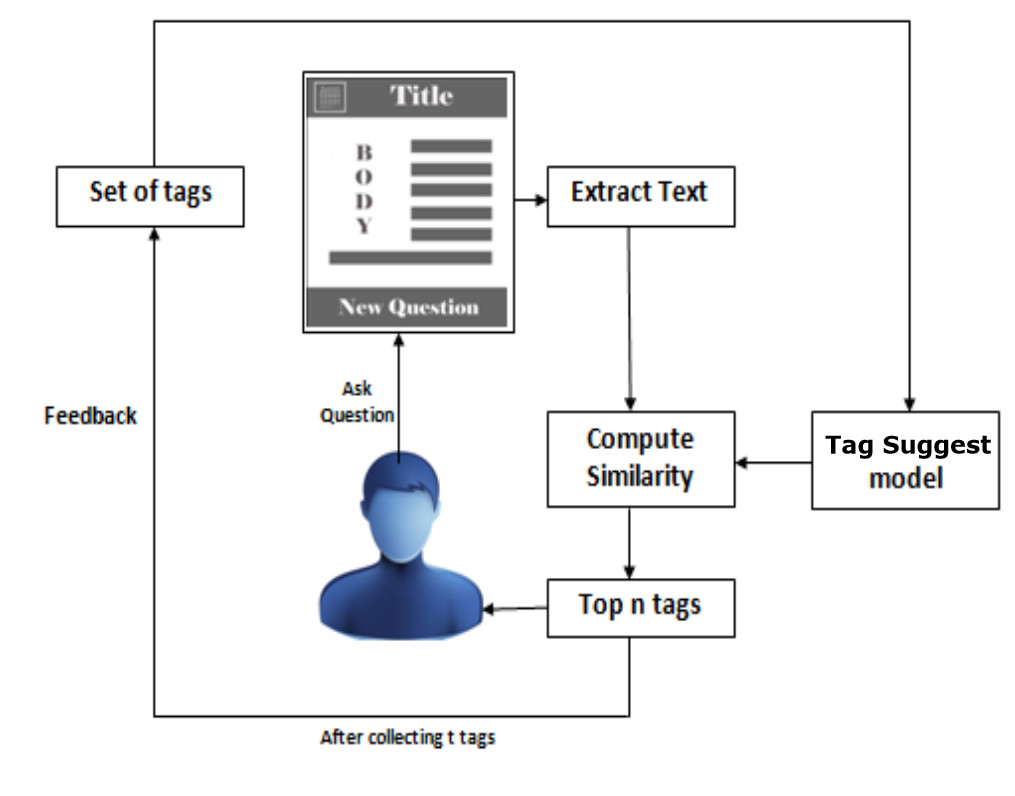 Title
B
O
D
Y
New Question
Set of tags
Extract Text
Ask
Question
Feedback
Compute
Similarity
Tag Suggest
model
Top n tags
After collecting t tags